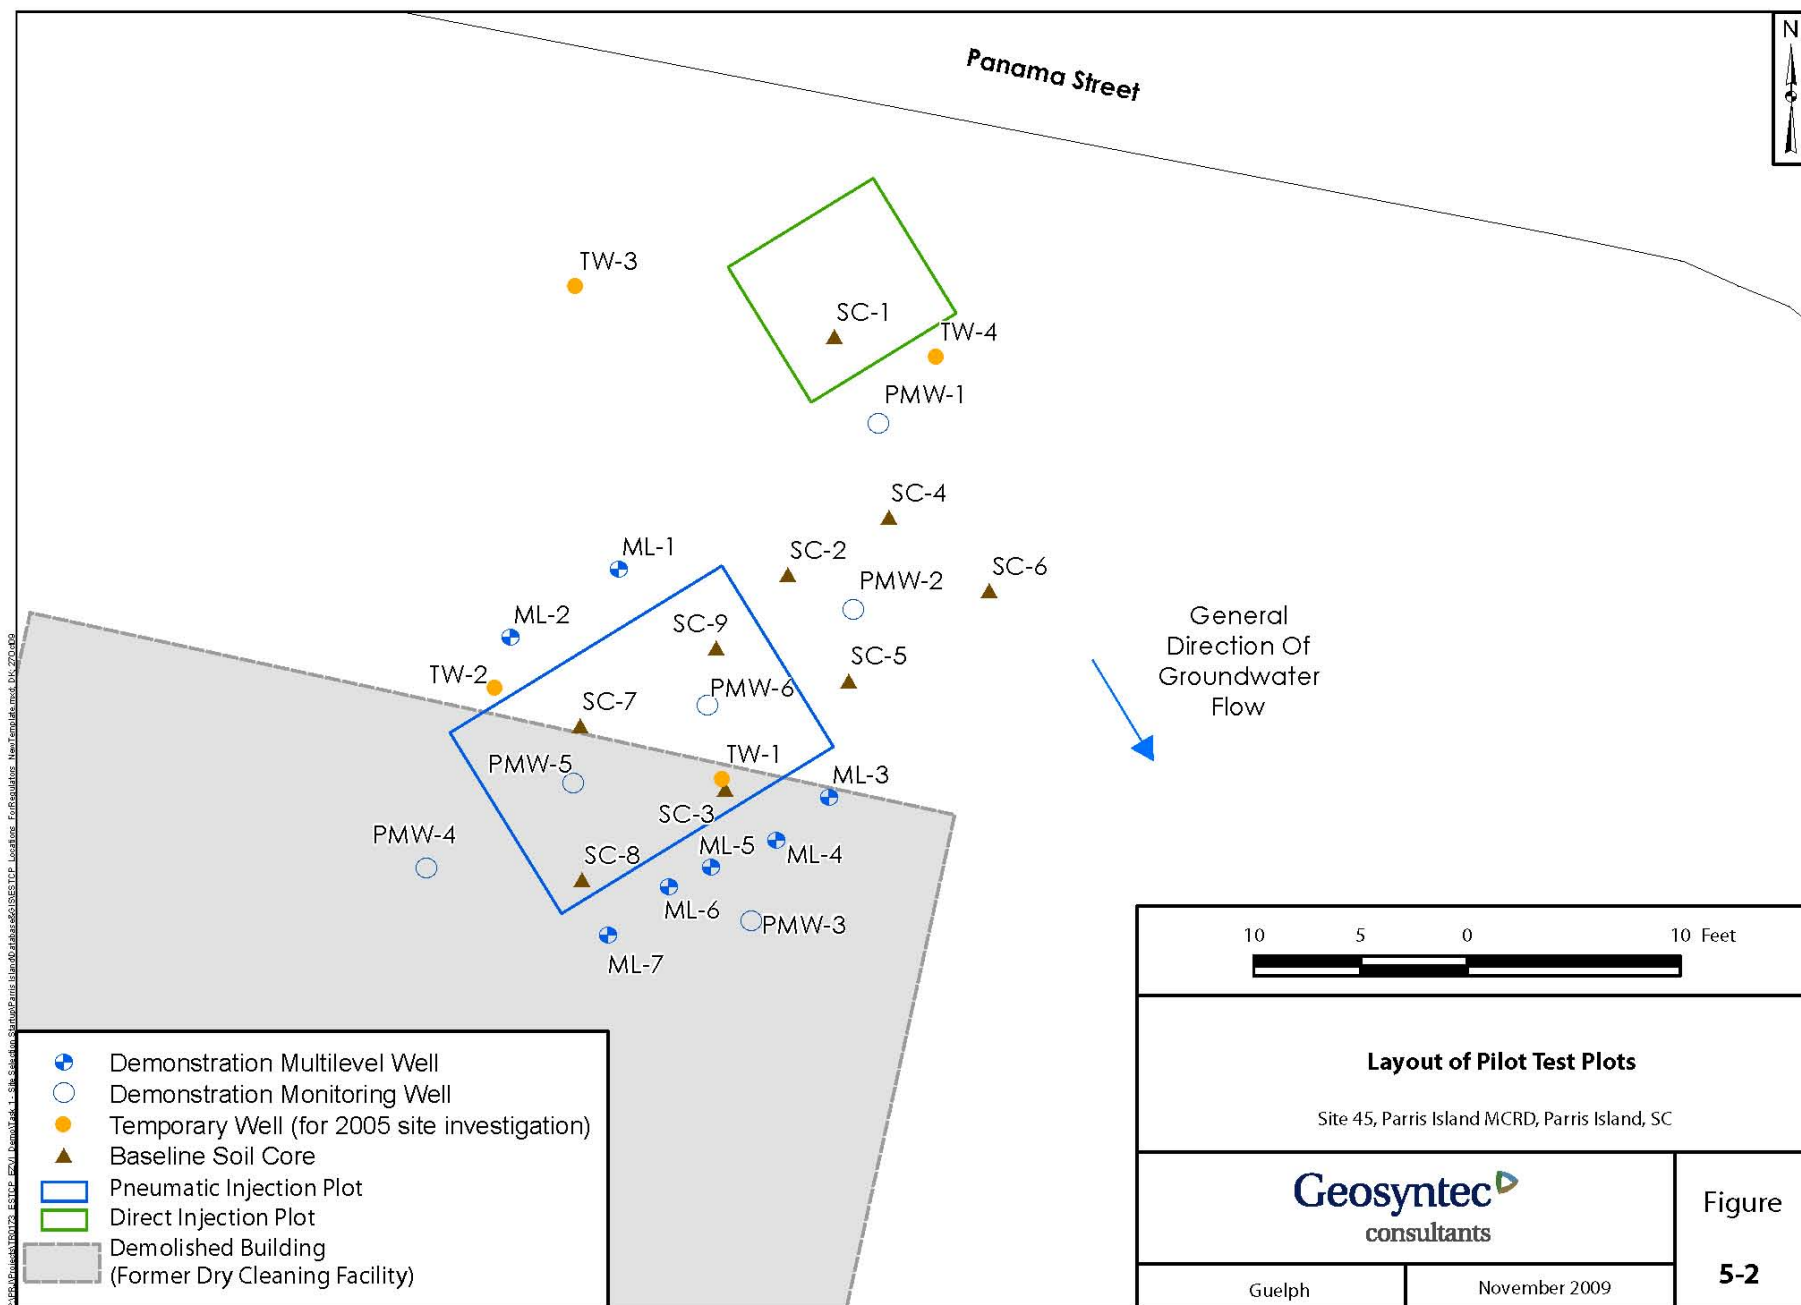 Panama Street
N
TW-3
SC-1
TW-4
PMW-1
SC-4
ML-1
SC-2
SC-6
PMW-2
ML-2
SC-9
SC-5
TW-2
PMW-6
SC-7
General
Direction Of
Groundwater
Flow
PMW-5
TW-1
ML-3
SC-3
PMW-4
ML-5
ML-4
SC-8
ML-6
PMW-3
ML-7
10 5 0 10 Feet
Layout of Pilot Test Plots
Site 45, Parris Island MCRD, Parris Island, SC
Geosyntec
consultants
Figure
5-2
Guelph
November 2009
Demonstration Multilevel Well
Demonstration Monitoring Well
Temporary Well (for 2005 site investigation)
Baseline Soil Core
Pneumatic Injection Plot
Direct Injection Plot
Demolished Building
(Former Dry Cleaning Facility)